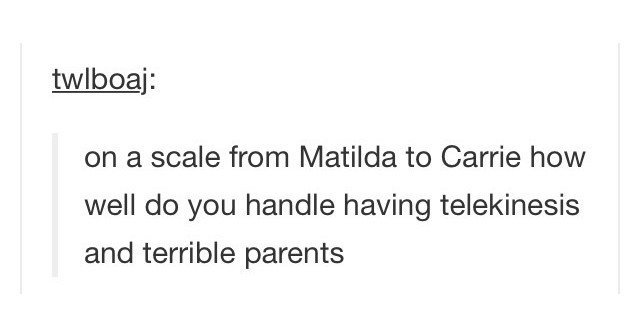 twlboaj:
on a scale from Matilda to Carrie how
well do you handle having telekinesis
and terrible parents